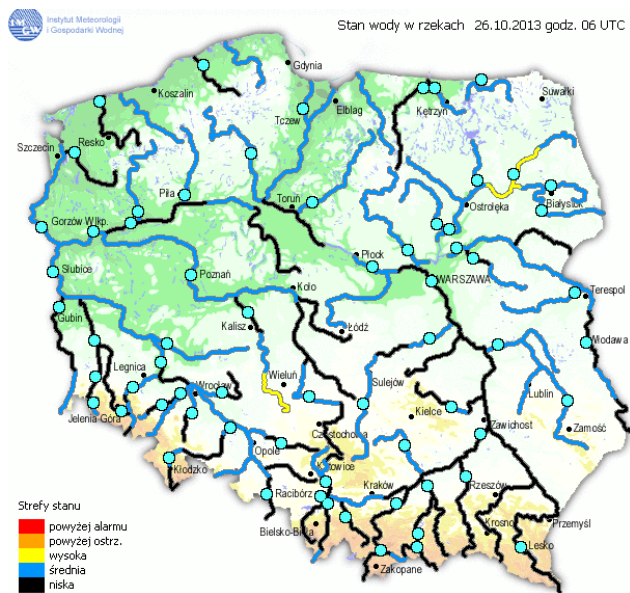 IMGW
Instytut Meteorologii
i Gospodarki Wodnej
Stan wody w rzekach 26.10.2013 godz. 06 UTC
Gdynia
Koszalin
Suwałki
Elbląg
Kętrzyn
Tczew
Resko
Szczecin
Piła
Toruń
Ostrołęka
Białystok
Gorzów Wlkp.
Płock
Słubice
Poznań
WARSZAWA
Koło
Terespol
Gubin
Kalisz
Łódź
Włodawa
Legnica
Wieluń
Sulejów
Wrocław
Lublin
Jelenia Góra
Kielce
Zawichost
Zamość
Częstochowa
Opole
Kłodzko
Katowice
Racibórz
Kraków
Rzeszów
Bielsko-Biała
Krosno
Przemyśl
Lesko
Zakopane
Strefy stanu
powyżej alarmu
powyżej ostrz.
wysoka
średnia
niska